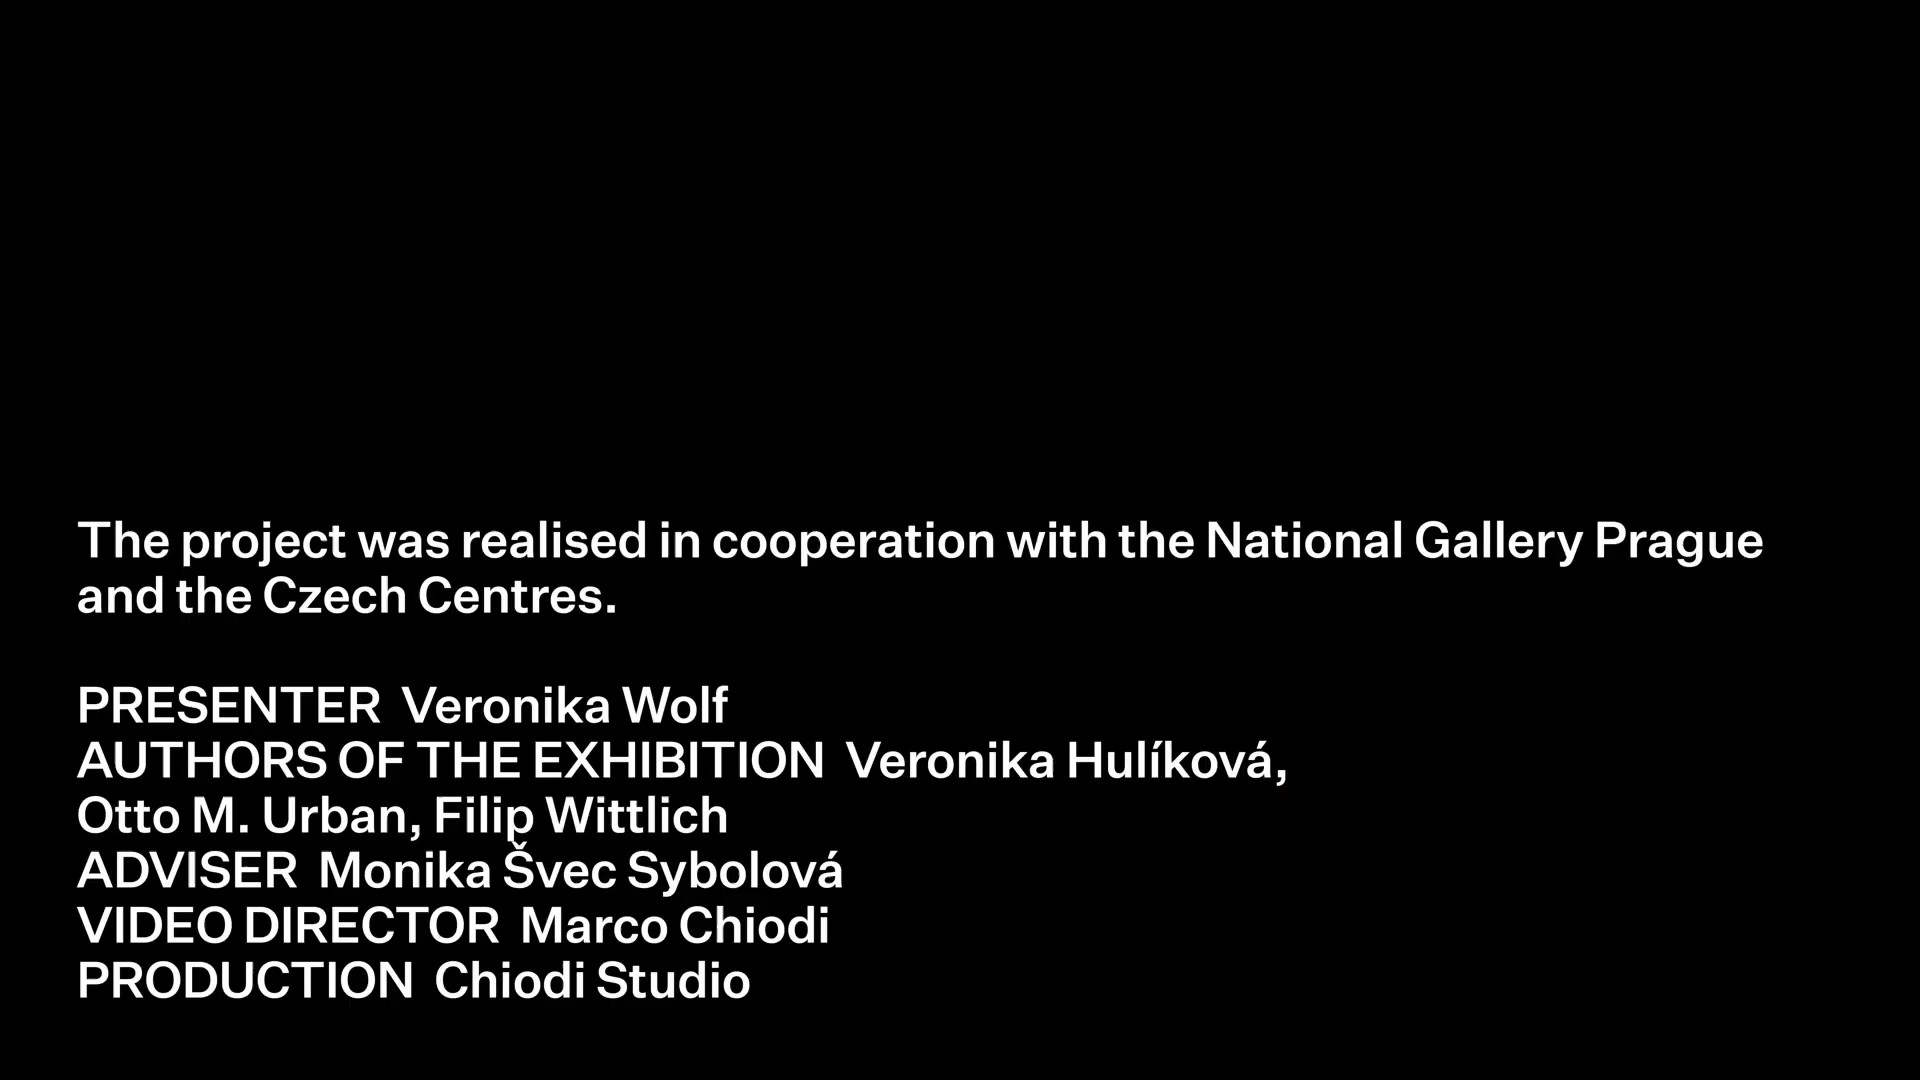 The project was realised in cooperation with the National Gallery Prague
and the Czech Centres.
PRESENTER Veronika Wolf
AUTHORS OF THE EXHIBITION Veronika Hulíková,
Otto M. Urban, Filip Wittlich
ADVISER Monika Švec Sybolová
VIDEO DIRECTOR Marco Chiodi
PRODUCTION Chiodi Studio